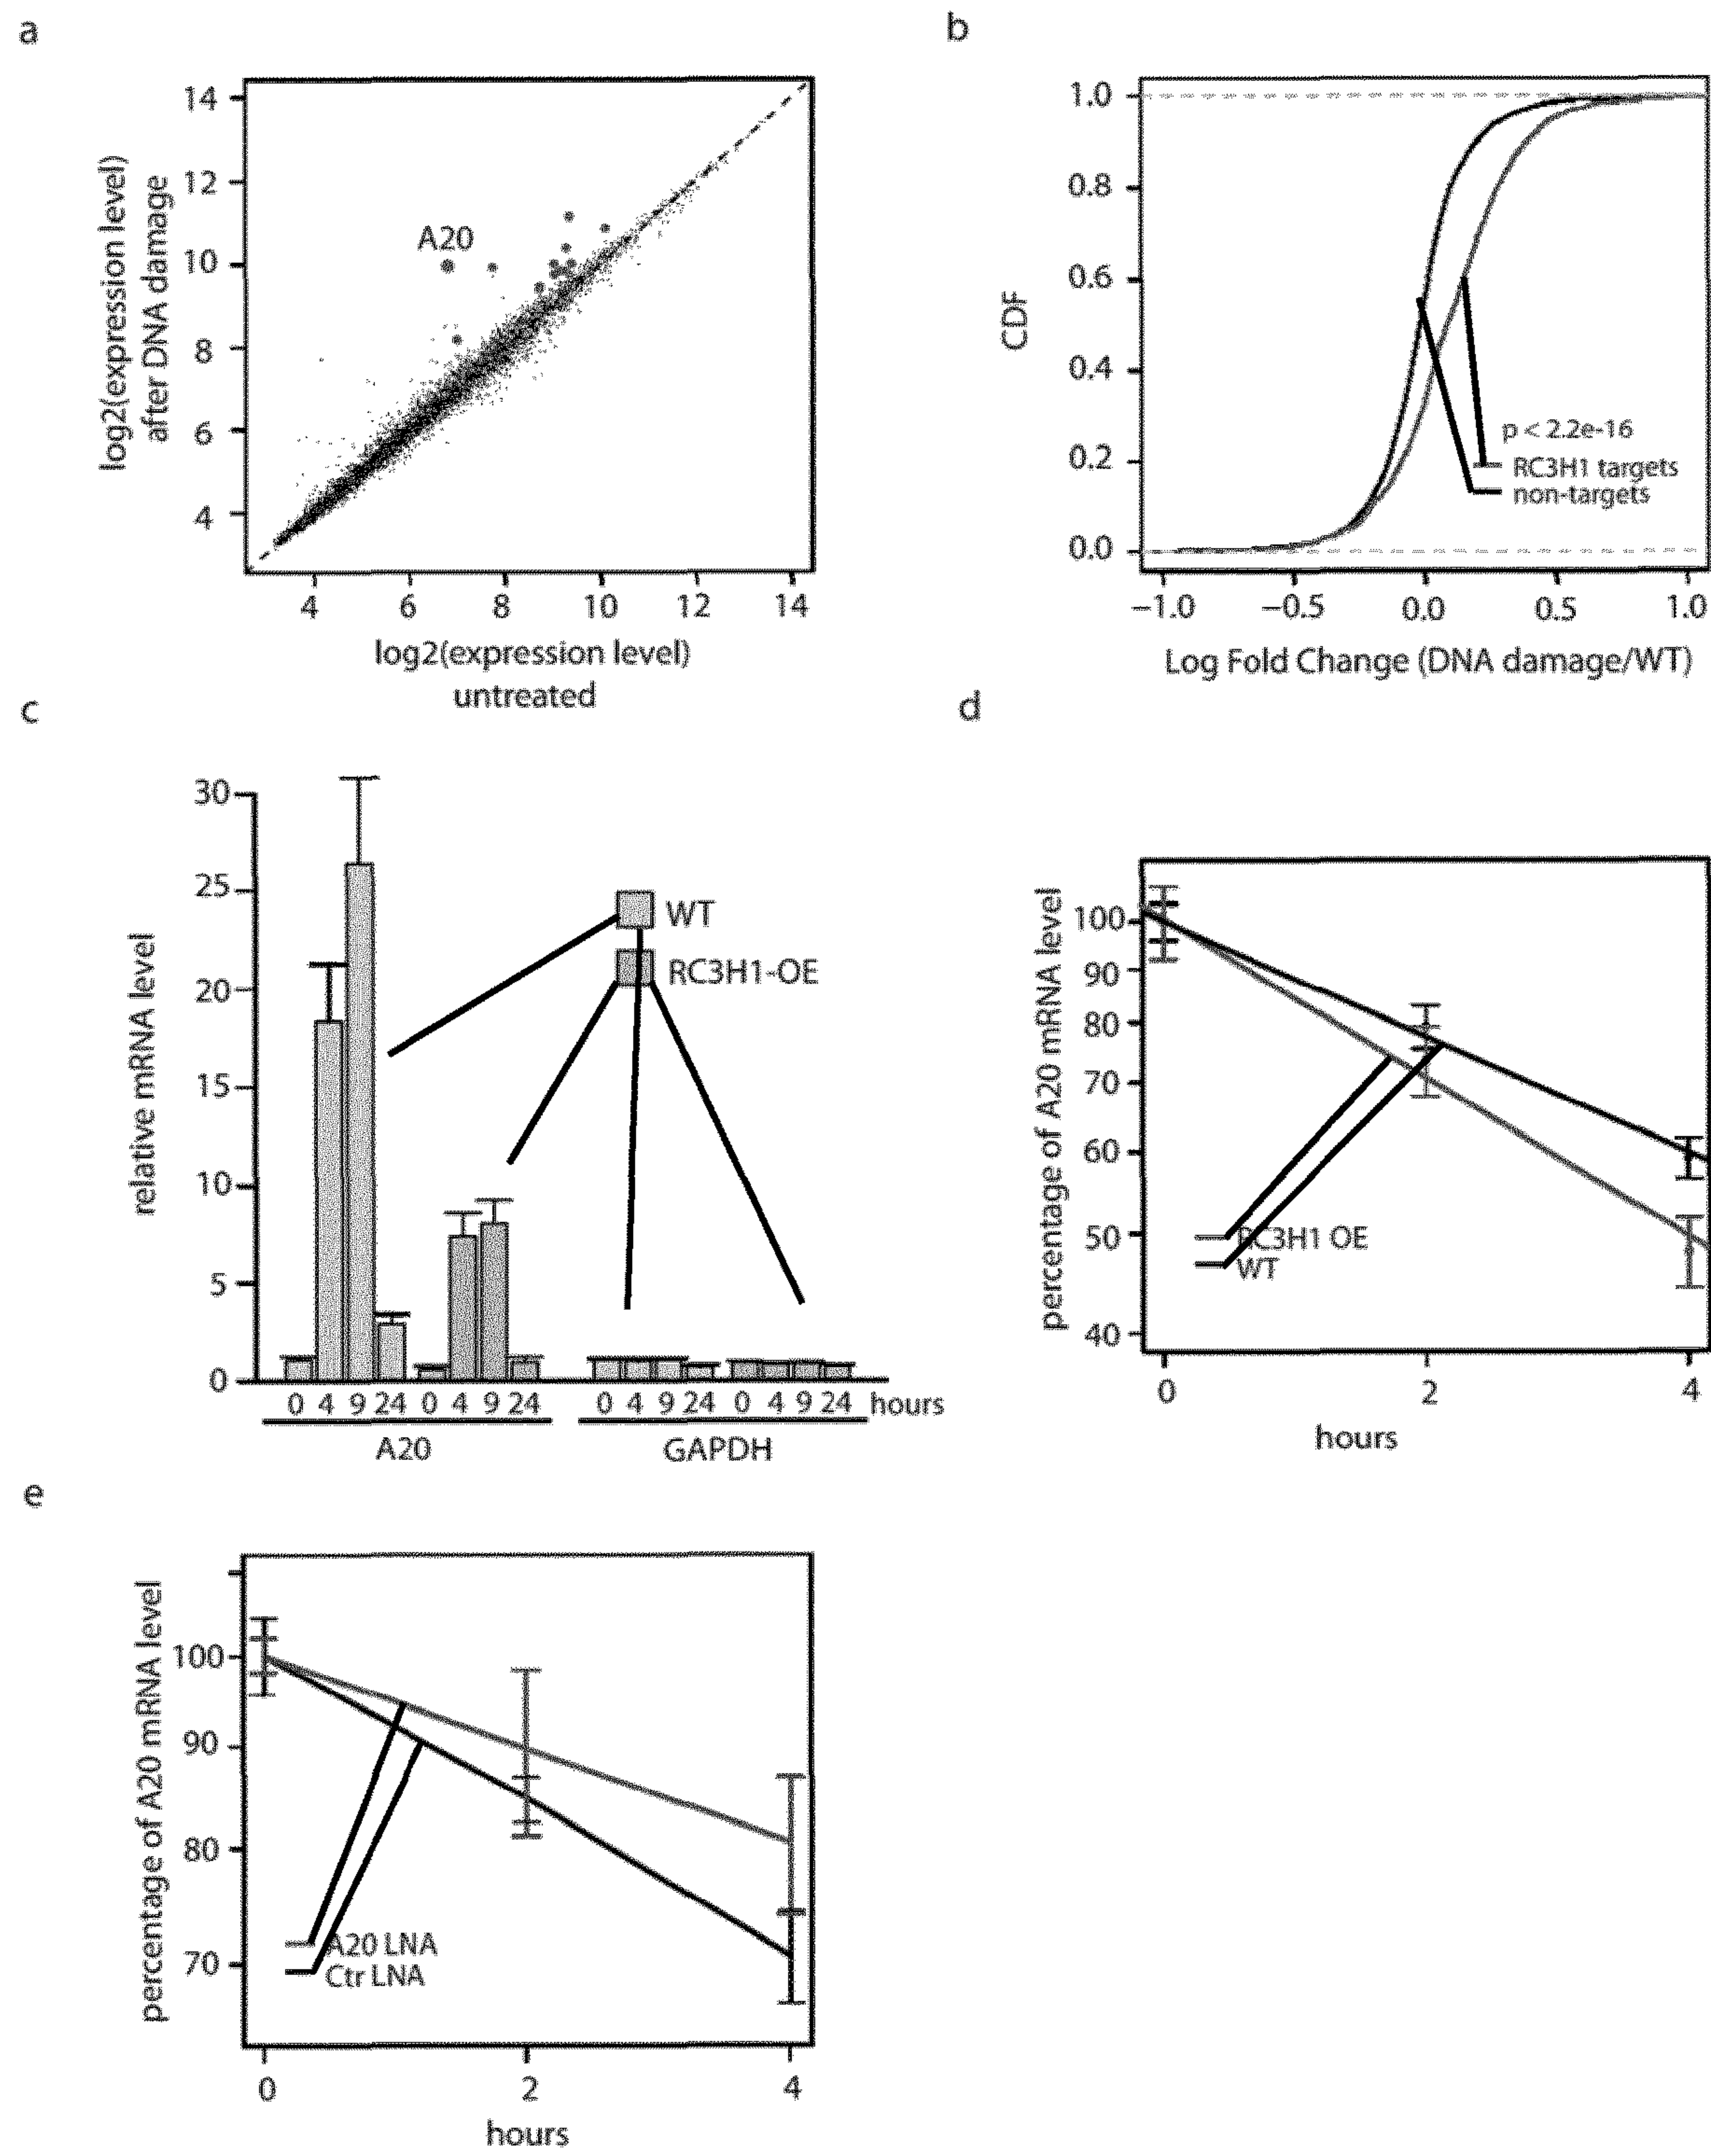 a
log2(expression level)
after DNA damage
14
12
10
8
6
4
A20
4 6 8 10 12 14
log2(expression level)
untreated
b
CDF
1.0
0.8
0.6
0.4
0.2
0.0
p < 2.2e-16
RC3H1 targets
non-targets
−1.0 −0.5 0.0 0.5 1.0
Log Fold Change (DNA damage/WT)
c
relative mRNA level
30
25
20
15
10
5
0
WT
RC3H1-OE
0 4 9 24 0 4 9 24 0 4 9 24 0 4 9 24 hours
A20 GAPDH
d
percentage of A20 mRNA level
100
90
80
70
60
50
40
RC3H1 OE
WT
0 2 4
hours
e
percentage of A20 mRNA level
100
90
80
70
A20 LNA
Ctr LNA
0 2 4
hours